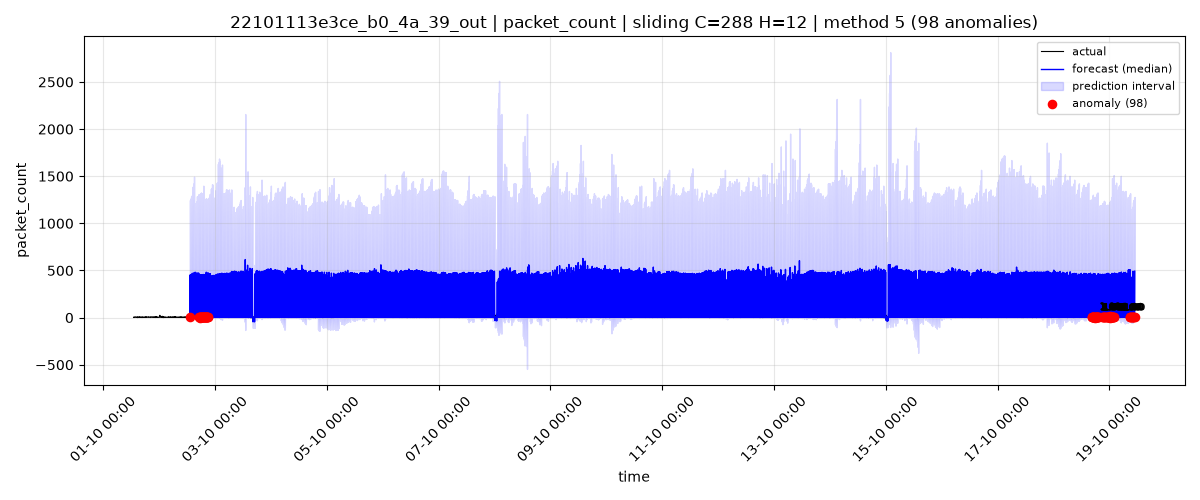 22101113e3ce_b0_4a_39_out | packet_count | sliding C=288 H=12 | method 5 (98 anomalies)
actual
forecast (median)
prediction interval
anomaly (98)
packet_count
2500
2000
1500
1000
500
0
−500
01-10 00:00
03-10 00:00
05-10 00:00
07-10 00:00
09-10 00:00
11-10 00:00
13-10 00:00
15-10 00:00
17-10 00:00
19-10 00:00
time